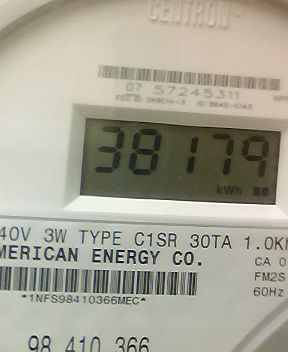 CENTRON®
07 57245311
38179
kWh
40V 3W TYPE C1SR 30TA 1.0K
MERICAN ENERGY CO.
CA 0
FM2S
*1NFS98410366MEC*
60Hz
98 410 366